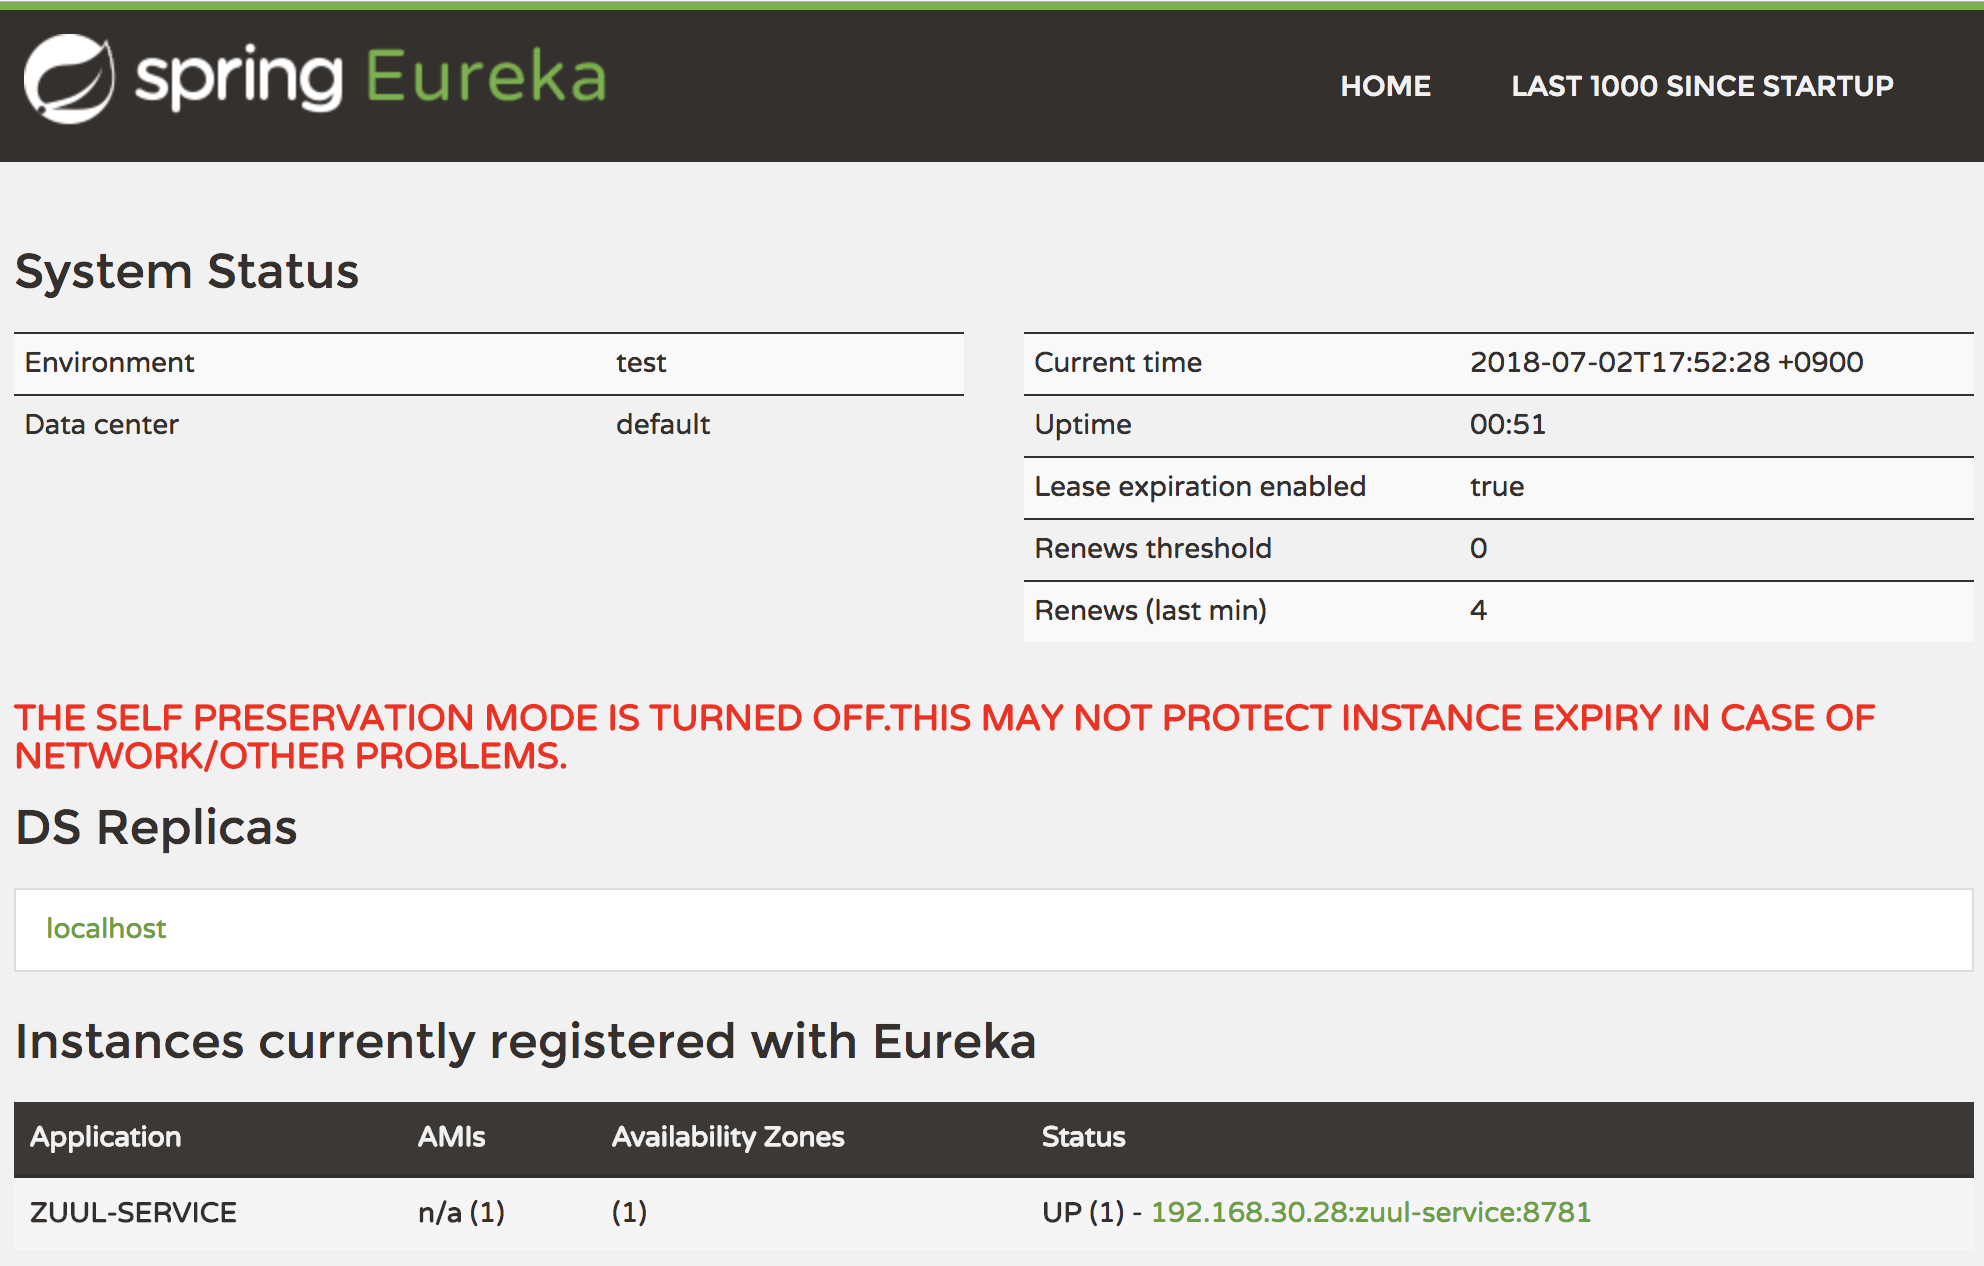 spring Eureka
HOME LAST 1000 SINCE STARTUP
System Status
Environment test
Data center default
Current time 2018-07-02T17:52:28 +0900
Uptime 00:51
Lease expiration enabled true
Renews threshold 0
Renews (last min) 4
THE SELF PRESERVATION MODE IS TURNED OFF.THIS MAY NOT PROTECT INSTANCE EXPIRY IN CASE OF
NETWORK/OTHER PROBLEMS.
DS Replicas
localhost
Instances currently registered with Eureka
Application AMIs Availability Zones Status
ZUUL-SERVICE n/a (1) (1) UP (1) - 192.168.30.28:zuul-service:8781